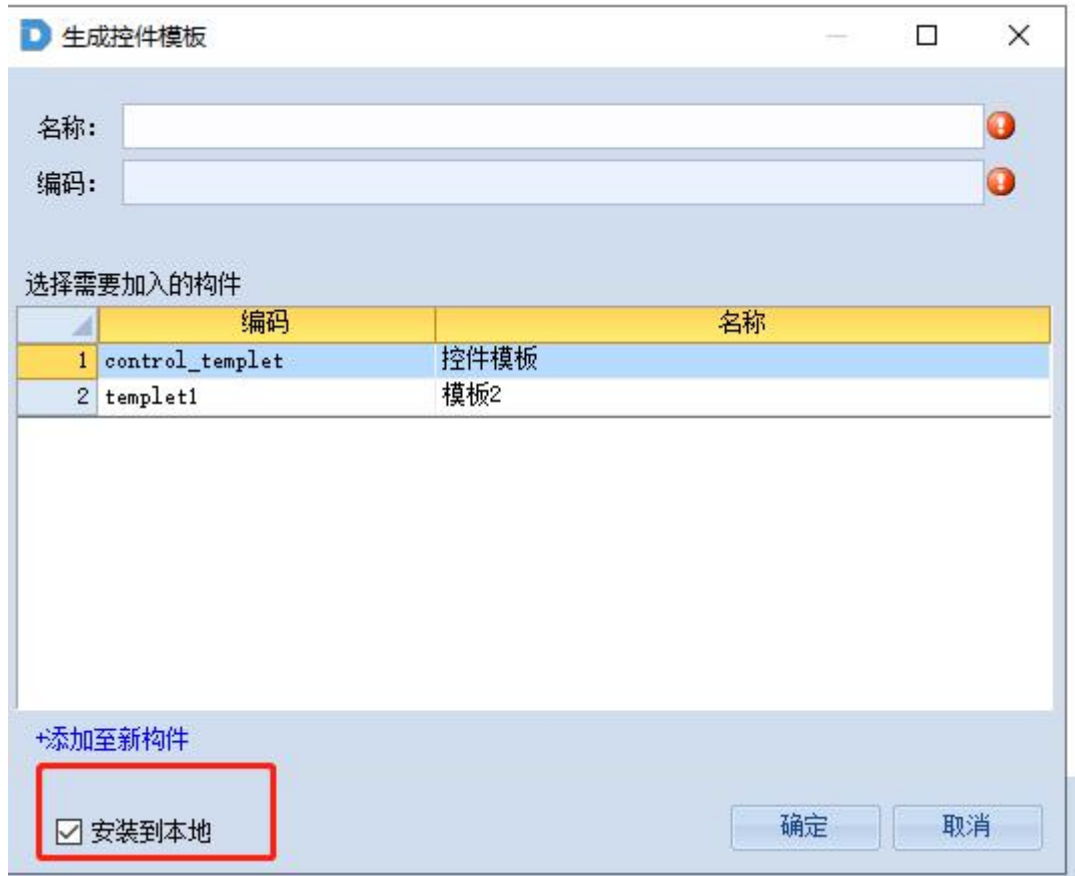 生成控件模板
名称:
编码:
选择需要加入的构件
编码 名称
1 control_templet 控件模板
2 templet1 模板2
+添加至新构件
安装到本地 确定 取消